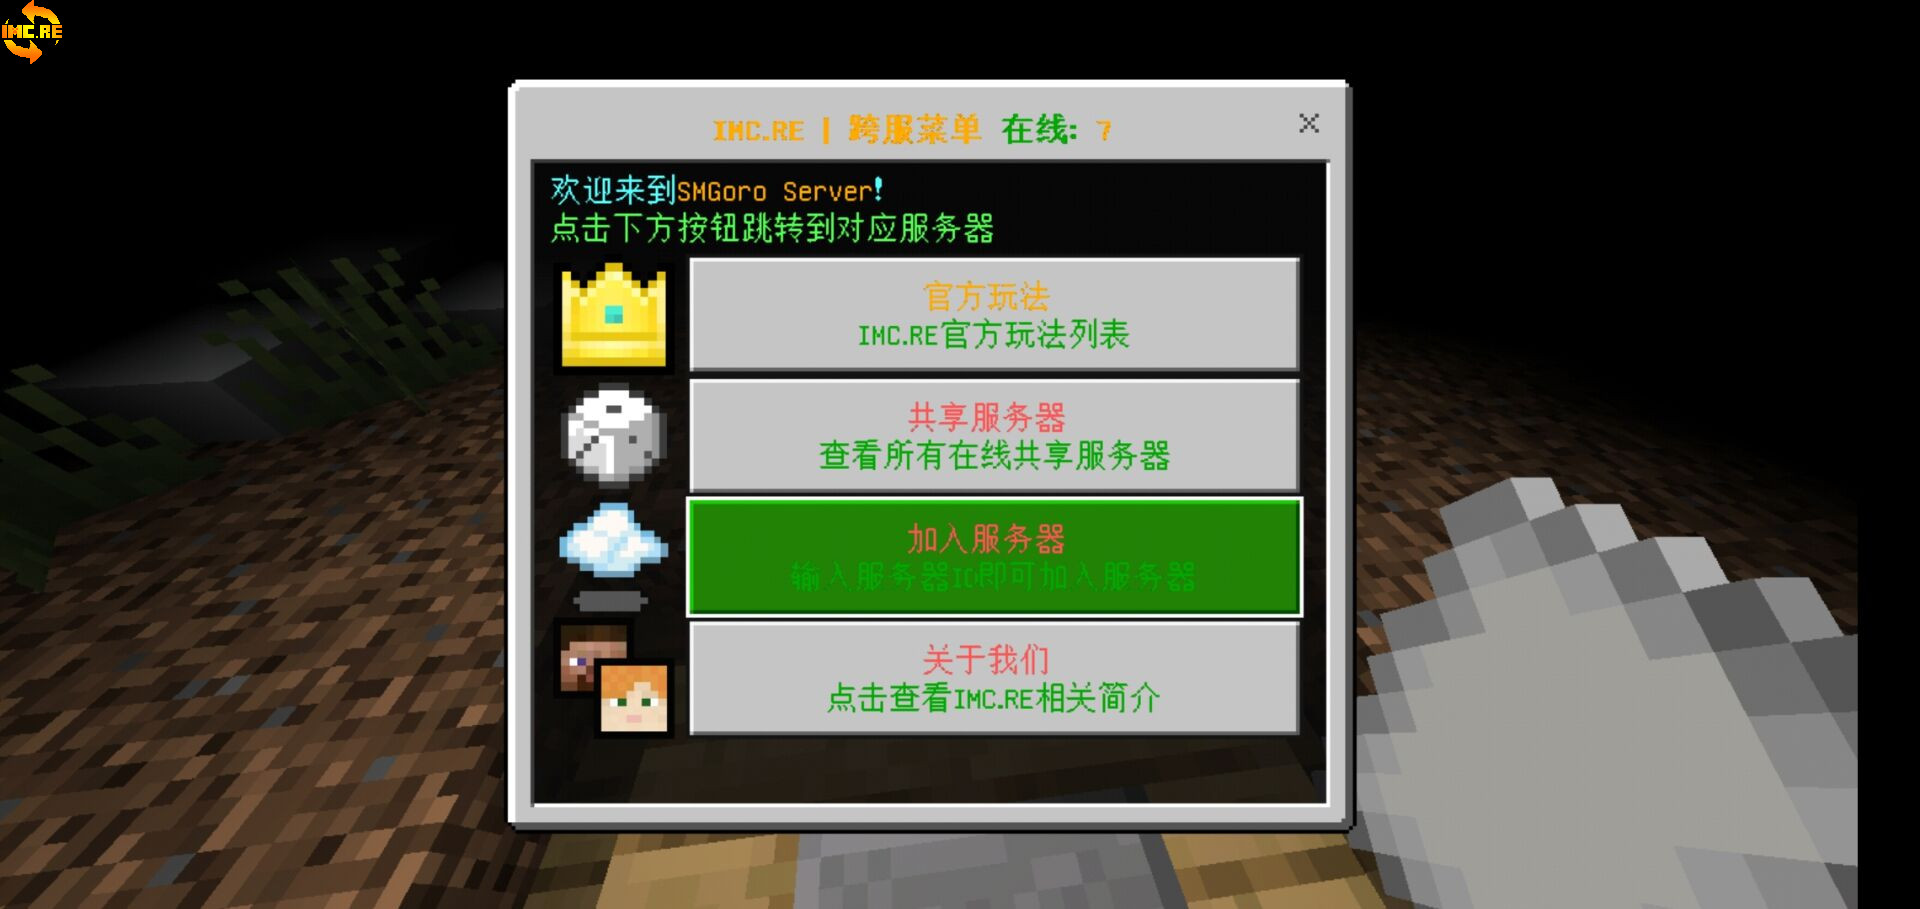 IMC.RE
IMC.RE | 跨服菜单 在线: 7
欢迎来到SMGoro Server!
点击下方按钮跳转到对应服务器
官方玩法
IMC.RE官方玩法列表
共享服务器
查看所有在线共享服务器
加入服务器
输入服务器ID即可加入服务器
关于我们
点击查看IMC.RE相关简介